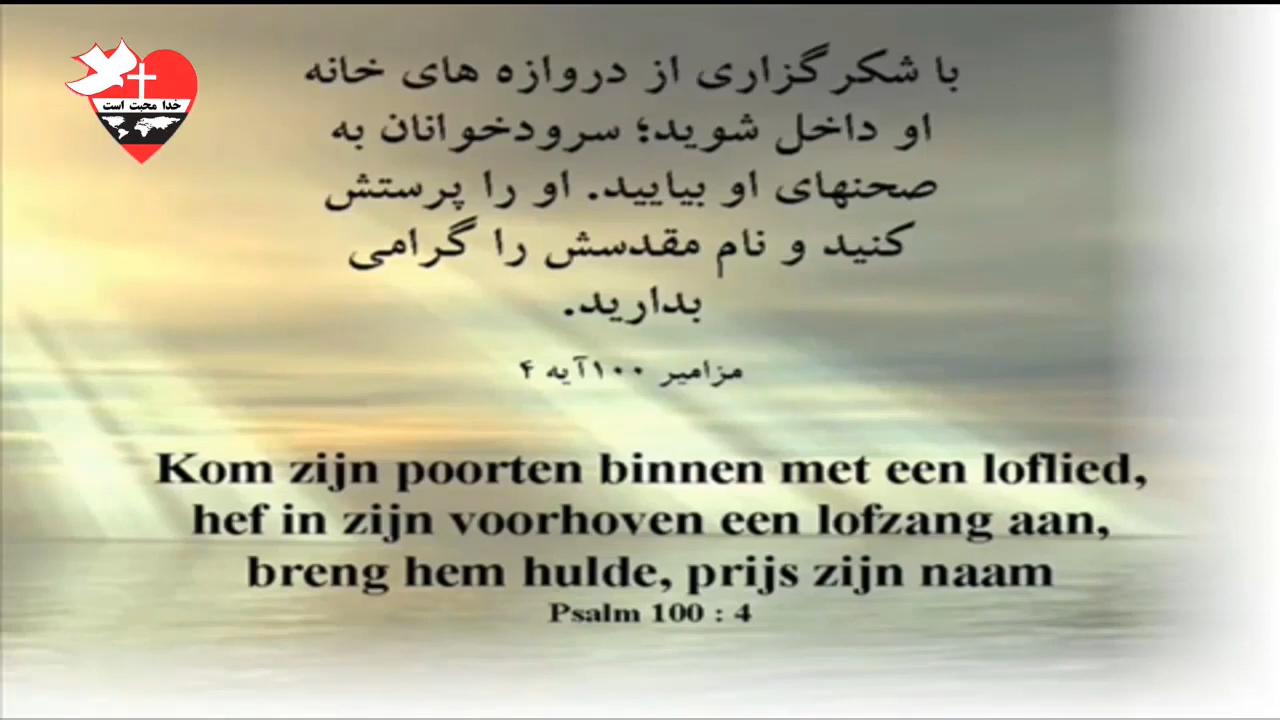 خدا محبت است
با شکرگزاری از دروازه های خانه
او داخل شوید؛ سرودخوانان به
صحنهای او بیایید. او را پرستش
کنید و نام مقدسش را گرامی
بدارید.
مزامیر ۱۰۰آیه ۴
Kom zijn poorten binnen met een loflied,
hef in zijn voorhoven een lofzang aan,
breng hem hulde, prijs zijn naam
Psalm 100 : 4